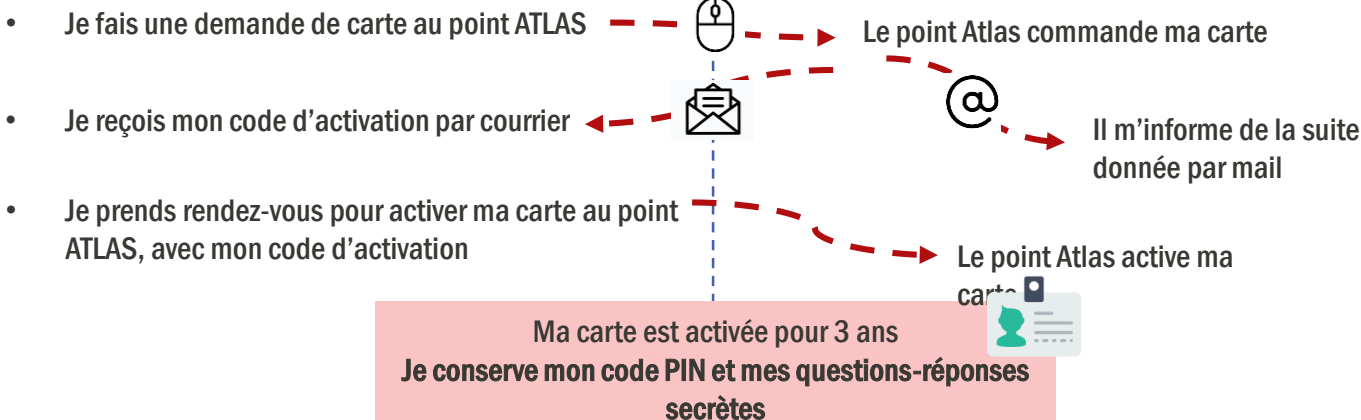 • Je fais une demande de carte au point ATLAS
Le point Atlas commande ma carte
@
• Je reçois mon code d’activation par courrier
Il m’informe de la suite
donnée par mail
• Je prends rendez-vous pour activer ma carte au point
ATLAS, avec mon code d’activation
Le point Atlas active ma
carte
Ma carte est activée pour 3 ans
Je conserve mon code PIN et mes questions-réponses
secrètes